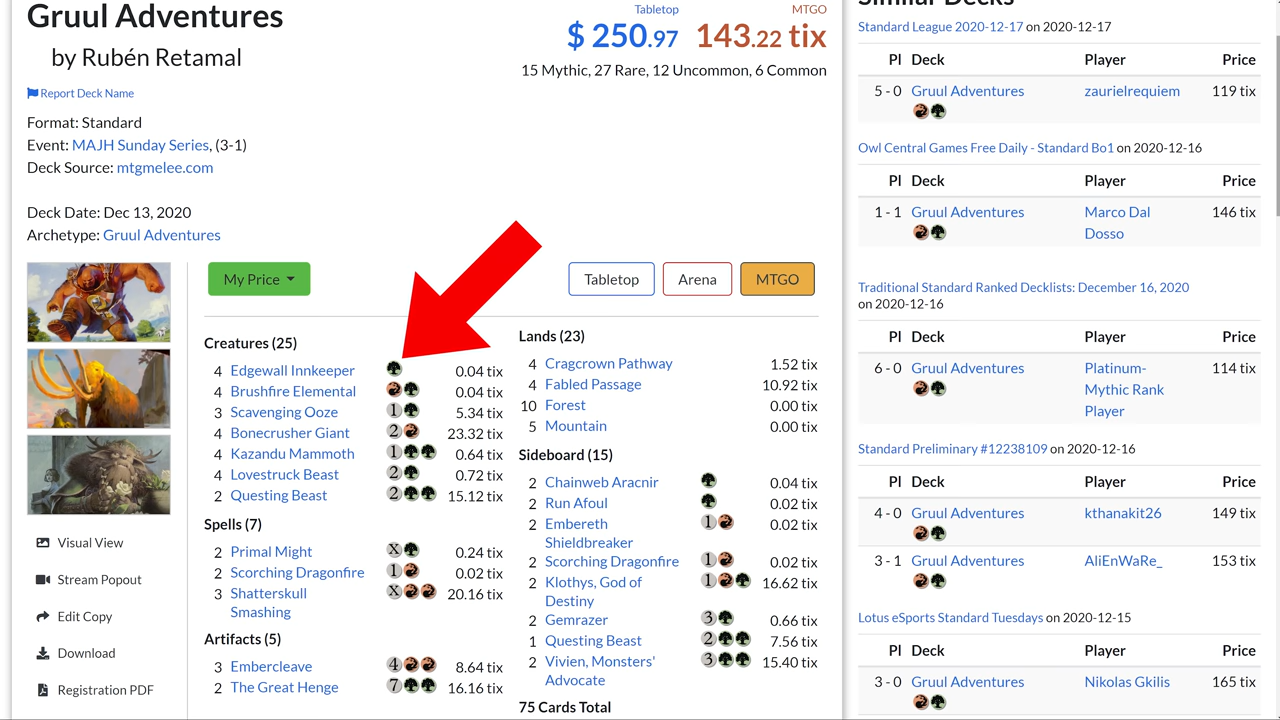 Gruul Adventures
by Rubén Retamal
Report Deck Name
Tabletop
$ 250.97
MTGO
143.22 tix
15 Mythic, 27 Rare, 12 Uncommon, 6 Common
Format: Standard
Event: MAJH Sunday Series, (3-1)
Deck Source: mtgmelee.com
Deck Date: Dec 13, 2020
Archetype: Gruul Adventures
My Price
Tabletop
Arena
MTGO
Visual View
Stream Popout
Edit Copy
Download
Registration PDF
Creatures (25)
4 Edgewall Innkeeper 0.04 tix
4 Brushfire Elemental 0.04 tix
3 Scavenging Ooze 1 5.34 tix
4 Bonecrusher Giant 2 23.32 tix
4 Kazandu Mammoth 1 0.64 tix
4 Lovestruck Beast 2 0.72 tix
2 Questing Beast 2 15.12 tix
Spells (7)
2 Primal Might X 0.24 tix
2 Scorching Dragonfire 1 0.02 tix
3 Shatterskull X 20.16 tix
Smashing
Artifacts (5)
3 Embercleave 4 8.64 tix
2 The Great Henge 7 16.16 tix
Lands (23)
4 Cragcrown Pathway 1.52 tix
4 Fabled Passage 10.92 tix
10 Forest 0.00 tix
5 Mountain 0.00 tix
Sideboard (15)
2 Chainweb Aracnir 0.04 tix
2 Run Afoul 0.02 tix
2 Embereth 1 0.02 tix
Shieldbreaker
2 Scorching Dragonfire 1 0.02 tix
2 Klothys, God of 1 16.62 tix
Destiny
2 Gemrazer 3 0.66 tix
1 Questing Beast 2 7.56 tix
2 Vivien, Monsters' 3 15.40 tix
Advocate
75 Cards Total
Similar Decks
Standard League 2020-12-17 on 2020-12-17
Pl Deck Player Price
5 - 0 Gruul Adventures zaurielrequiem 119 tix
Owl Central Games Free Daily - Standard Bo1 on 2020-12-16
Pl Deck Player Price
1 - 1 Gruul Adventures Marco Dal 146 tix
Dosso
Traditional Standard Ranked Decklists: December 16, 2020
on 2020-12-16
Pl Deck Player Price
6 - 0 Gruul Adventures Platinum- 114 tix
Mythic Rank
Player
Standard Preliminary #12238109 on 2020-12-16
Pl Deck Player Price
4 - 0 Gruul Adventures kthanakit26 149 tix
3 - 1 Gruul Adventures AliEnWaRe_ 153 tix
Lotus eSports Standard Tuesdays on 2020-12-15
Pl Deck Player Price
3 - 0 Gruul Adventures Nikolas Gkilis 165 tix